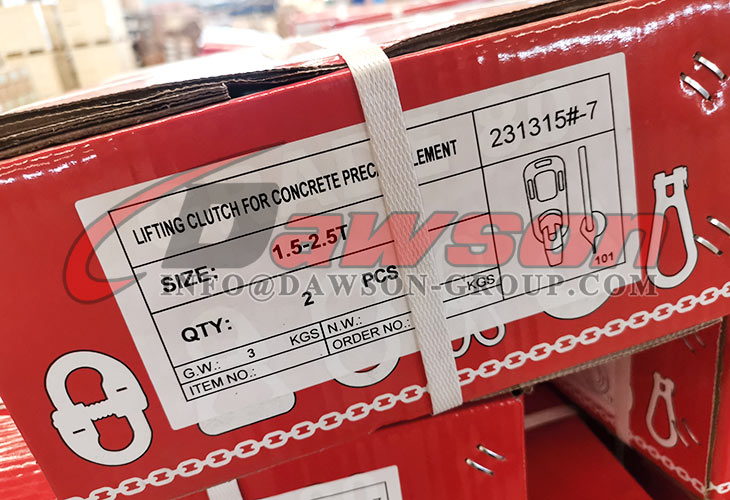 LIFTING CLUTCH FOR CONCRETE PREC ELEMENT
231315#-7
SIZE: 1.5-2.5T
QTY: 2 PCS
G.W.: 3 KGS N.W.: KGS
ITEM NO.: ORDER NO.:
101
Dawson
INFO@DAWSON-GROUP.COM